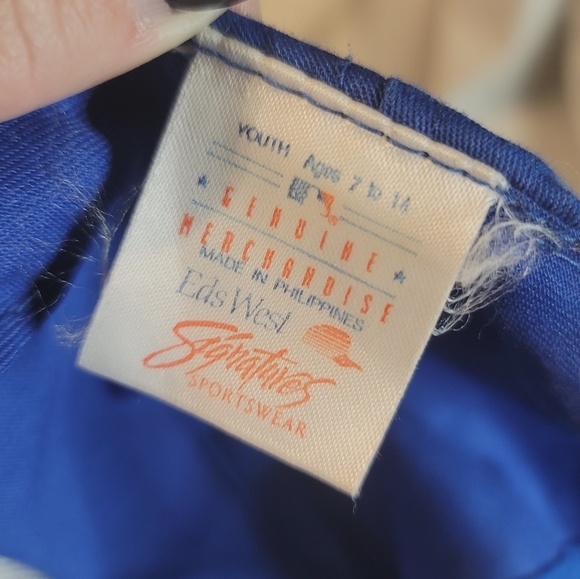 YOUTH Ages 7 to 14
GENUINE
MERCHANDISE
MADE IN PHILIPPINES
Eds West
Signatures
SPORTSWEAR